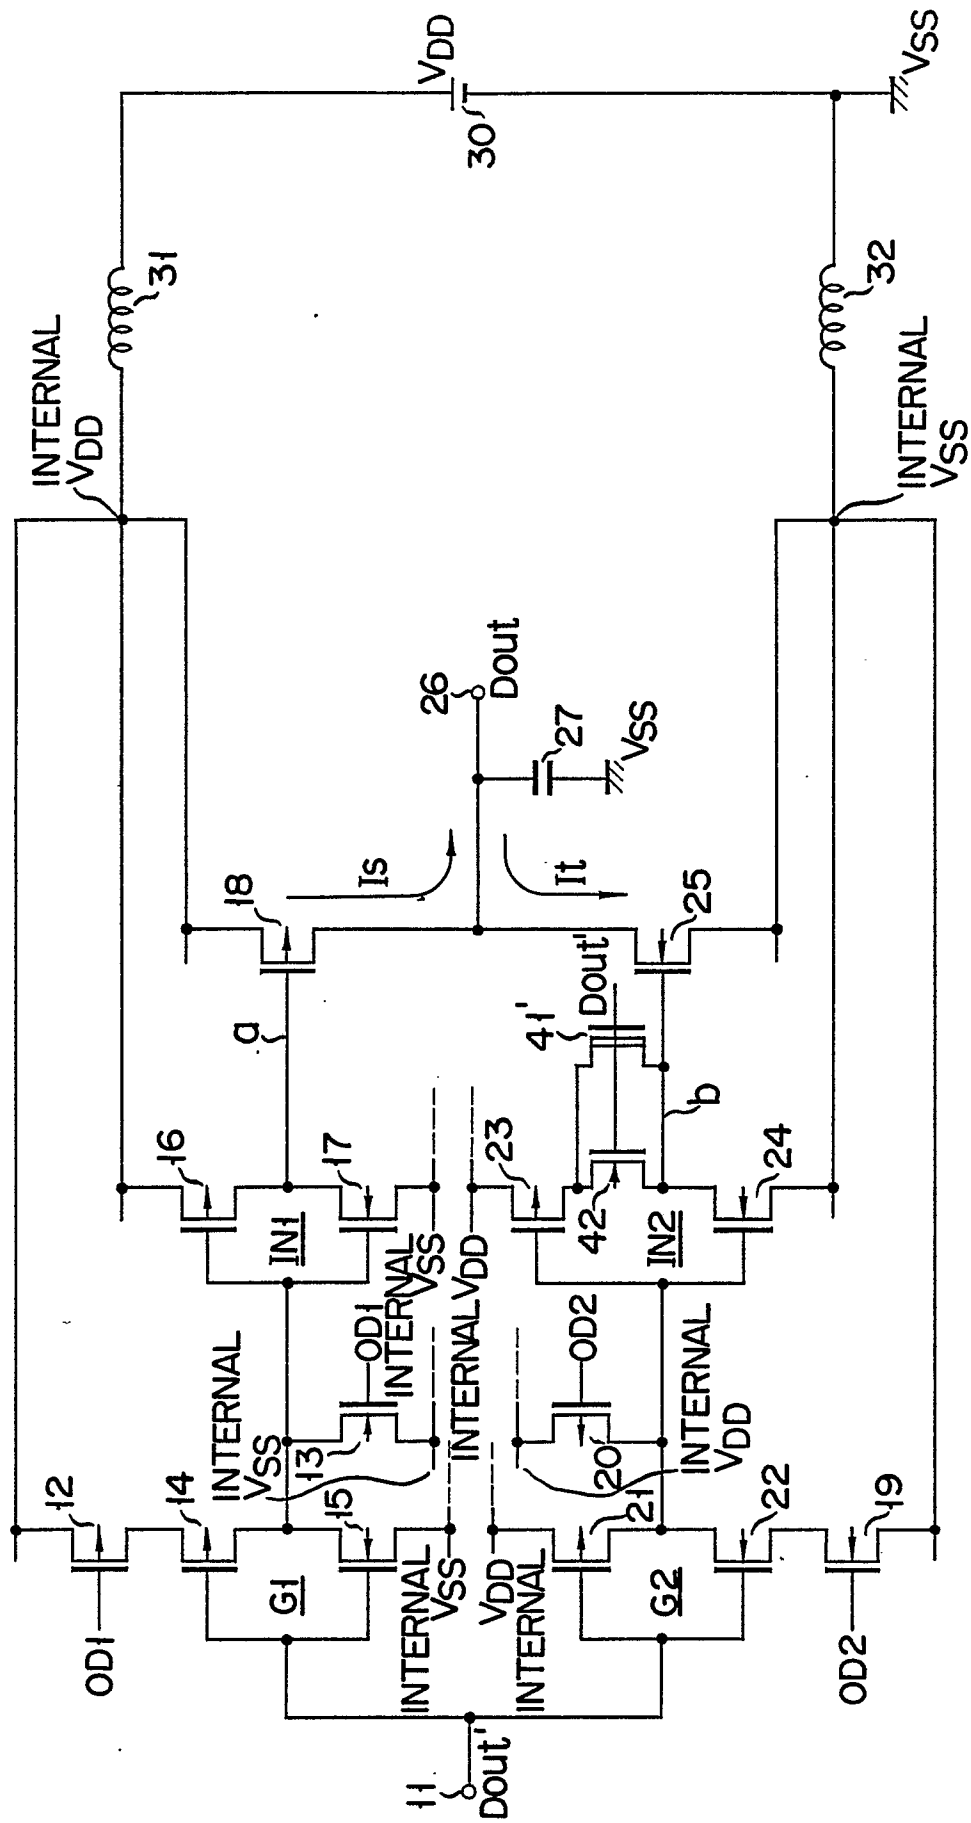 11
Dout'
OD1
12
14
G1
15
INTERNAL
VSS
INTERNAL
VSS
13
OD1
INTERNAL
VSS
16
IN1
17
a
18
Is
INTERNAL
VDD
31
VDD
30
VSS
26
Dout
27
VSS
It
VDD
INTERNAL
21
G2
22
19
OD2
20
OD2
INTERNAL
VDD
INTERNAL VDD
23
42
IN2
24
41'
Dout'
b
25
INTERNAL
VSS
32